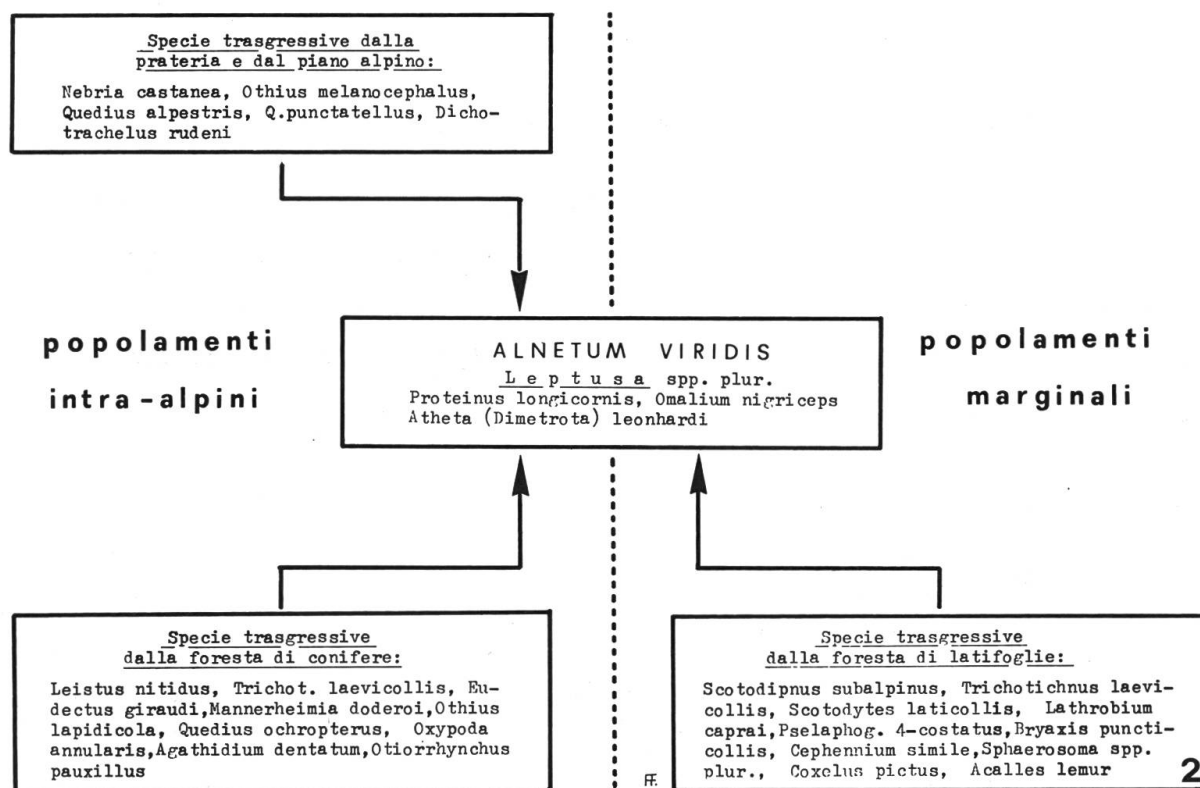 Specie trasgressive dalla
prateria e dal piano alpino:
Nebria castanea, Othius melanocephalus,
Quedius alpestris, Q.punctatellus, Dicho-
trachelus rudeni
popolamenti
intra-alpini
ALNETUM VIRIDIS
Leptusa spp. plur.
Proteinus longicornis, Omalium nigriceps
Atheta (Dimetrota) leonhardi
popolamenti
marginali
Specie trasgressive
dalla foresta di conifere:
Leistus nitidus, Trichot. laevicollis, Eu-
dectus giraudi,Mannerheimia doderoi,Othius
lapidicola, Quedius ochropterus, Oxypoda
annularis,Agathidium dentatum,Otiorrhynchus
pauxillus
Specie trasgressive
dalla foresta di latifoglie:
Scotodipnus subalpinus, Trichotichnus laevi-
collis, Scotodytes laticollis, Lathrobium
caprai,Pselaphog. 4-costatus,Bryaxis puncti-
collis, Cephennium simile,Sphaerosoma spp.
plur., Coxelus pictus, Acalles lemur
2